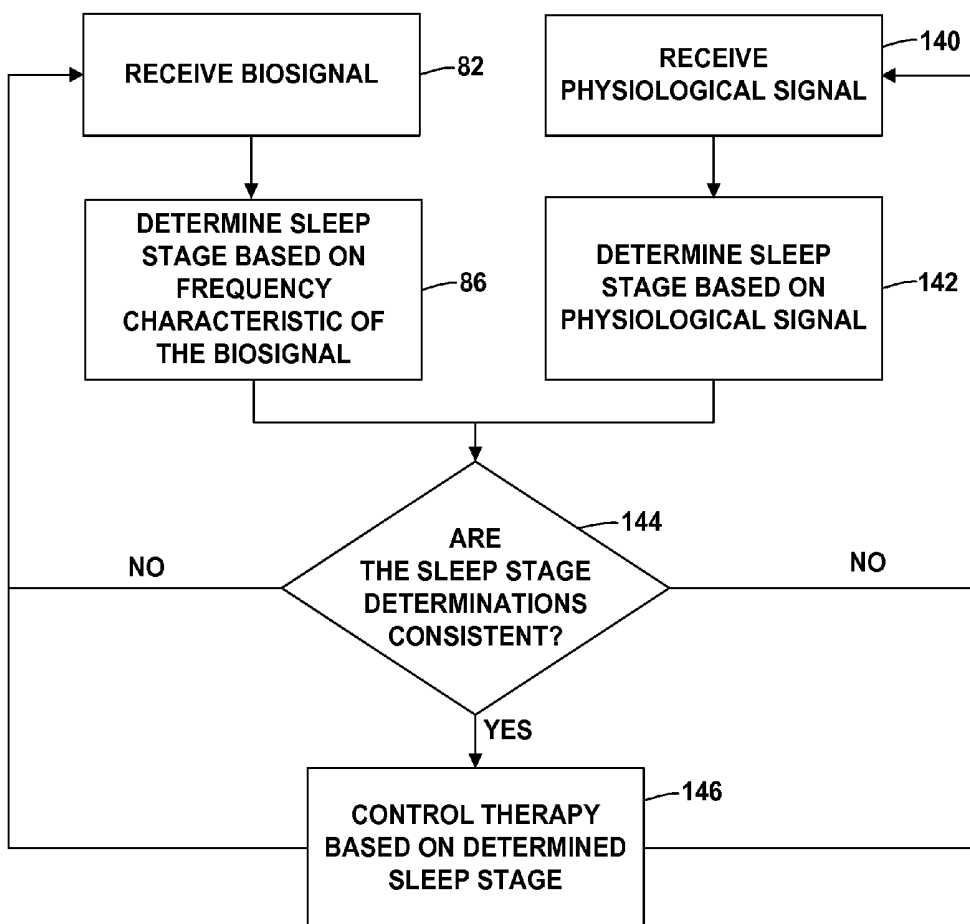 RECEIVE BIOSIGNAL
82
RECEIVE
PHYSIOLOGICAL SIGNAL
140
DETERMINE SLEEP
STAGE BASED ON
FREQUENCY
CHARACTERISTIC OF
THE BIOSIGNAL
86
DETERMINE SLEEP
STAGE BASED ON
PHYSIOLOGICAL SIGNAL
142
ARE
THE SLEEP STAGE
DETERMINATIONS
CONSISTENT?
144
NO
NO
YES
CONTROL THERAPY
BASED ON DETERMINED
SLEEP STAGE
146